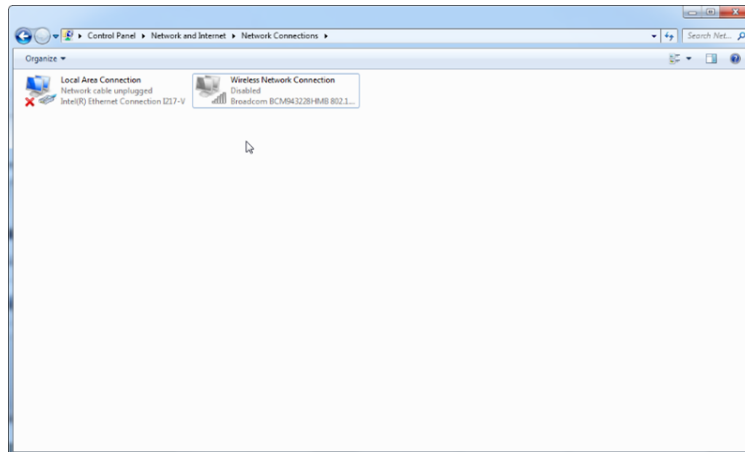 Control Panel Network and Internet Network Connections Search Net...
Organize
Local Area Connection
Network cable unplugged
Intel(R) Ethernet Connection I217-V
Wireless Network Connection
Disabled
Broadcom BCM943228HMB 802.1...